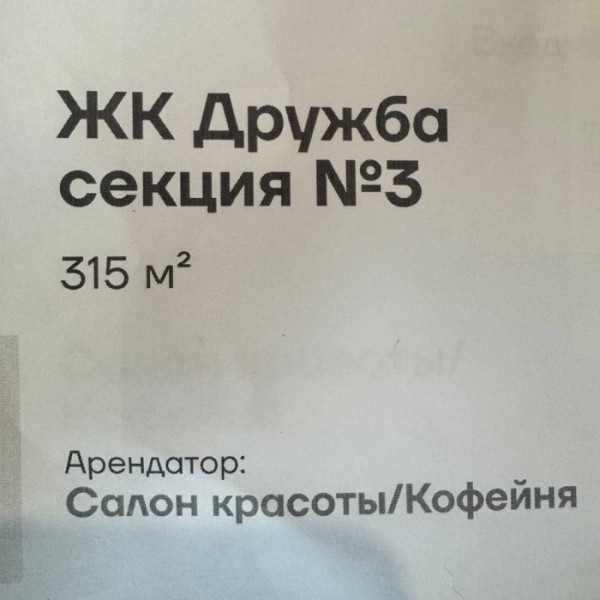 ЖК Дружба
секция №3
315 м²
Арендатор:
Салон красоты/Кофейня